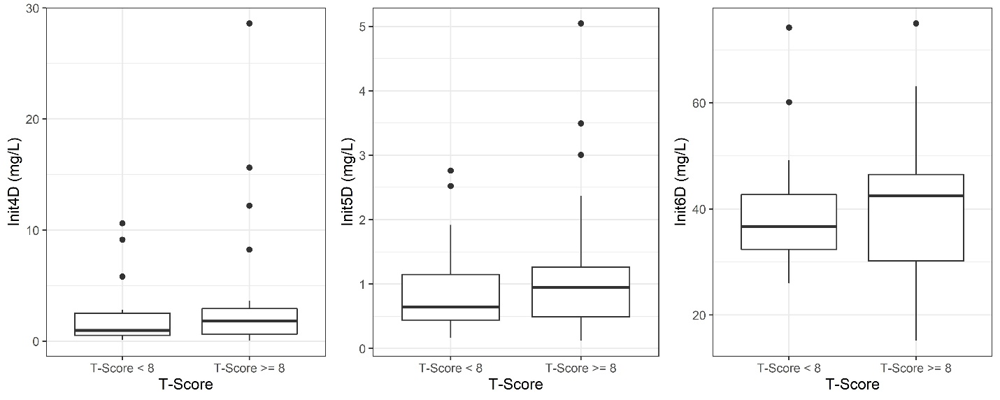 Init4D (mg/L)
30
20
10
0
T-Score < 8
T-Score >= 8
T-Score
Init5D (mg/L)
5
4
3
2
1
0
T-Score < 8
T-Score >= 8
T-Score
Init6D (mg/L)
60
40
20
T-Score < 8
T-Score >= 8
T-Score